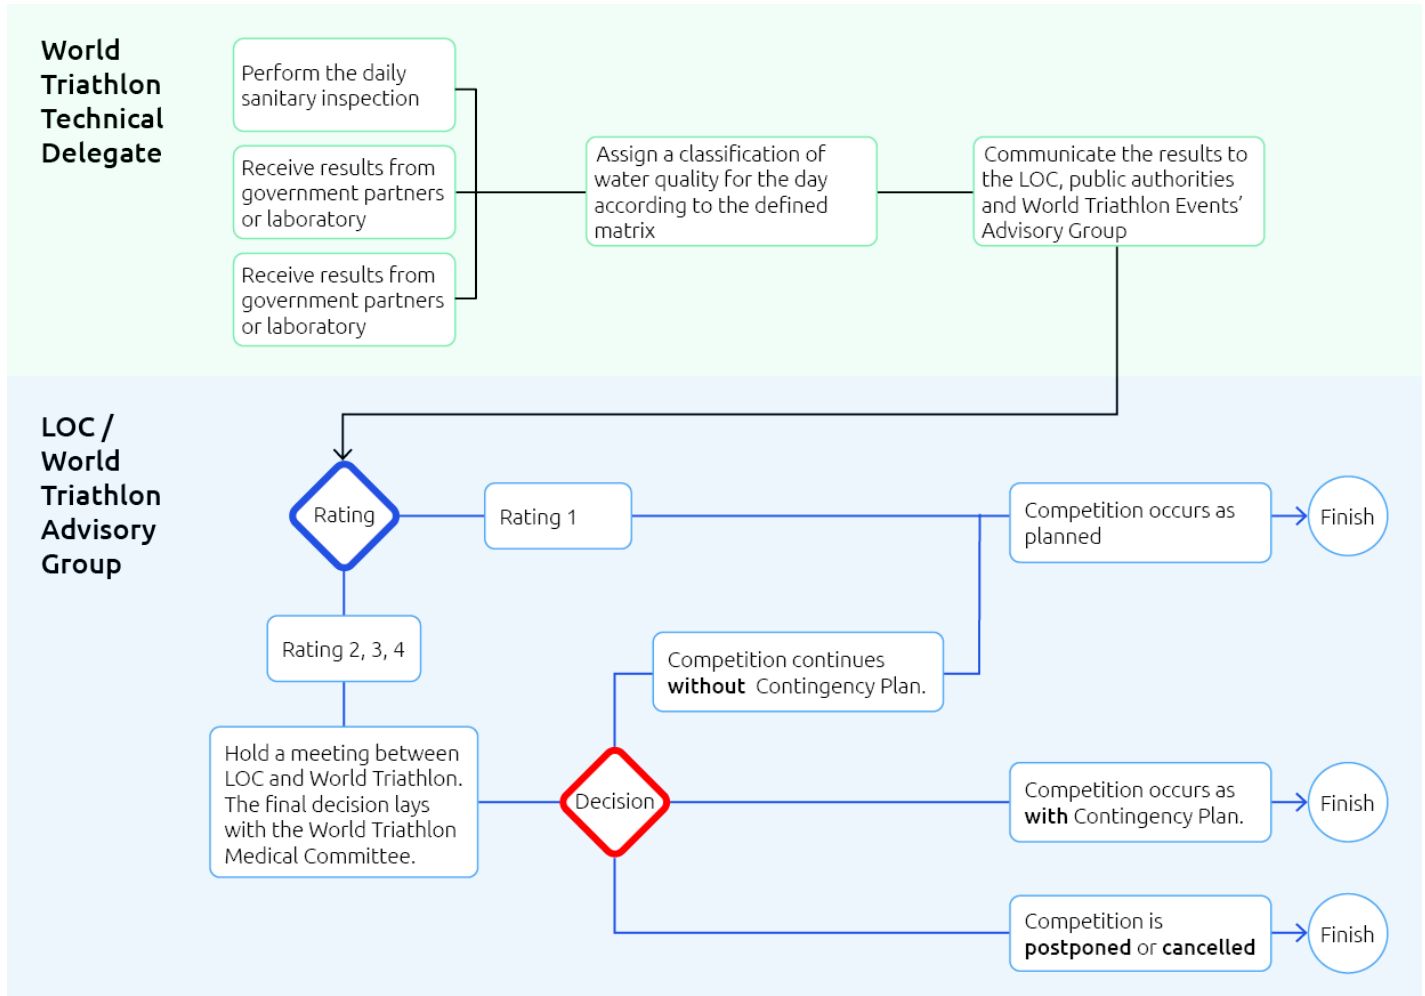 World
Triathlon
Technical
Delegate
Perform the daily
sanitary inspection
Receive results from
government partners
or laboratory
Receive results from
government partners
or laboratory
Assign a classification of
water quality for the day
according to the defined
matrix
Communicate the results to
the LOC, public authorities
and World Triathlon Events’
Advisory Group
LOC /
World
Triathlon
Advisory
Group
Rating
Rating 1
Competition occurs as
planned
Finish
Rating 2, 3, 4
Competition continues
without Contingency Plan.
Hold a meeting between
LOC and World Triathlon.
The final decision lays
with the World Triathlon
Medical Committee.
Decision
Competition occurs as
with Contingency Plan.
Finish
Competition is
postponed or cancelled
Finish